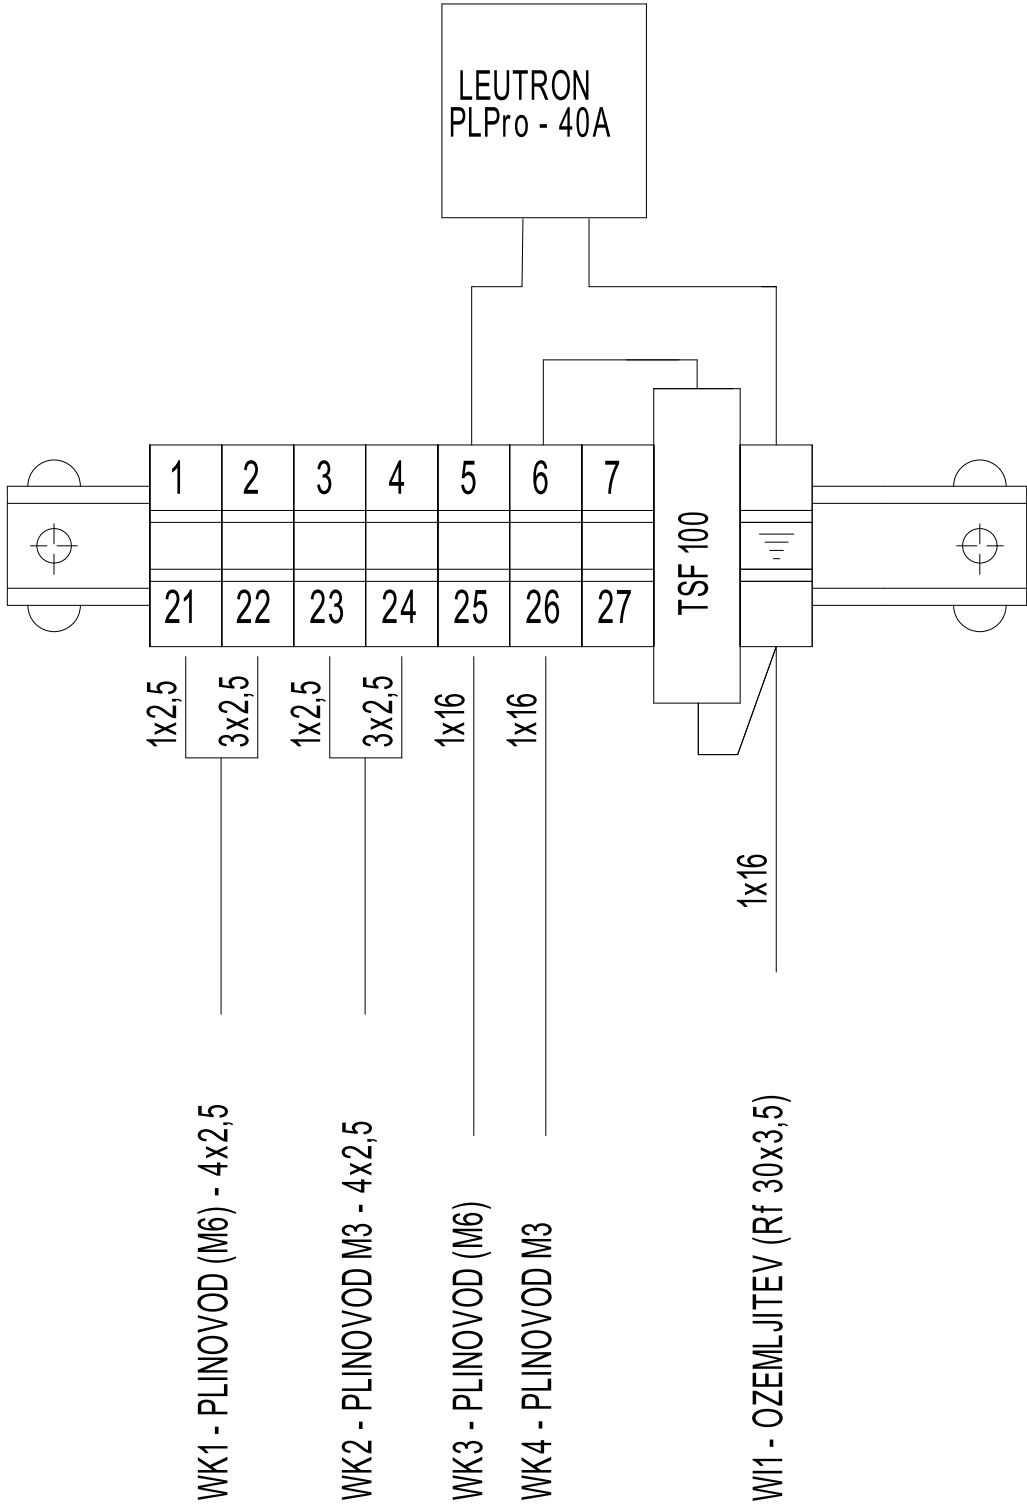 LEUTRON
PLPro - 40A
1 2 3 4 5 6 7
TSF 100
21 22 23 24 25 26 27
1x2,5
3x2,5
1x2,5
3x2,5
1x16
1x16
1x16
WK1 - PLINOVOD (M6) - 4x2,5
WK2 - PLINOVOD M3 - 4x2,5
WK3 - PLINOVOD (M6)
WK4 - PLINOVOD M3
WI1 - OZEMLJITEV (Rf 30x3,5)